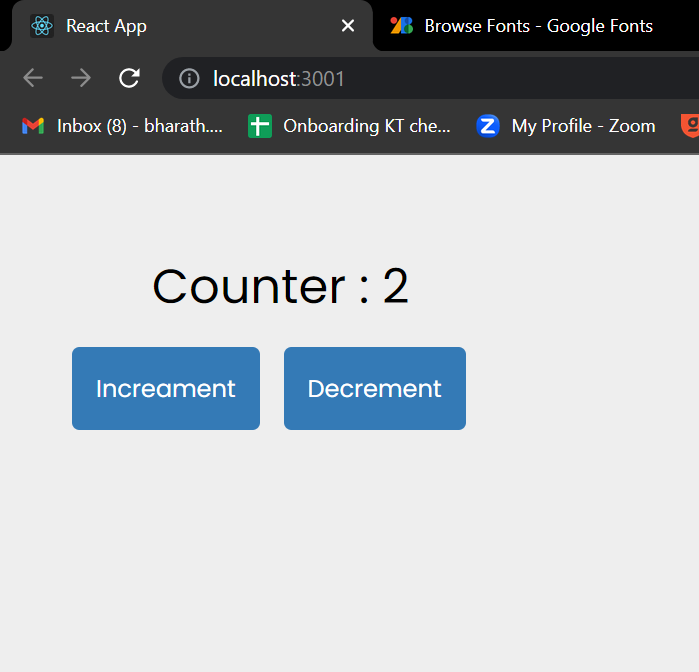 React App
Browse Fonts - Google Fonts
localhost:3001
Inbox (8) - bharath....
Onboarding KT che...
My Profile - Zoom
Counter : 2
Increament
Decrement